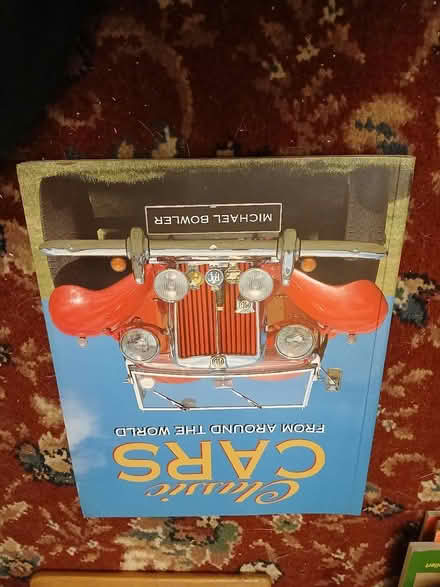 Classic
CARS
FROM AROUND THE WORLD
MICHAEL BOWLER